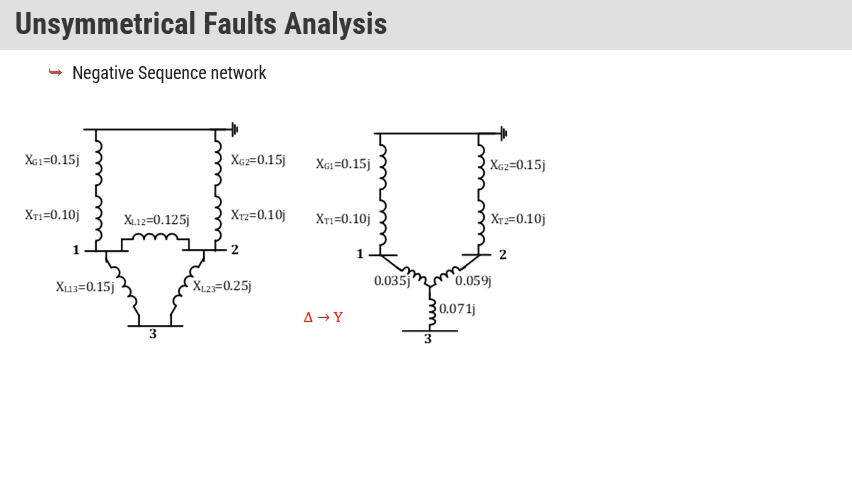 Unsymmetrical Faults Analysis
Negative Sequence network
XG1=0.15j
XG2=0.15j
XT1=0.10j
XL12=0.125j
XT2=0.10j
1
2
XL13=0.15j
XL23=0.25j
3
Δ → Y
XG1=0.15j
XG2=0.15j
XT1=0.10j
XT2=0.10j
1
2
0.035j
0.059j
0.071j
3